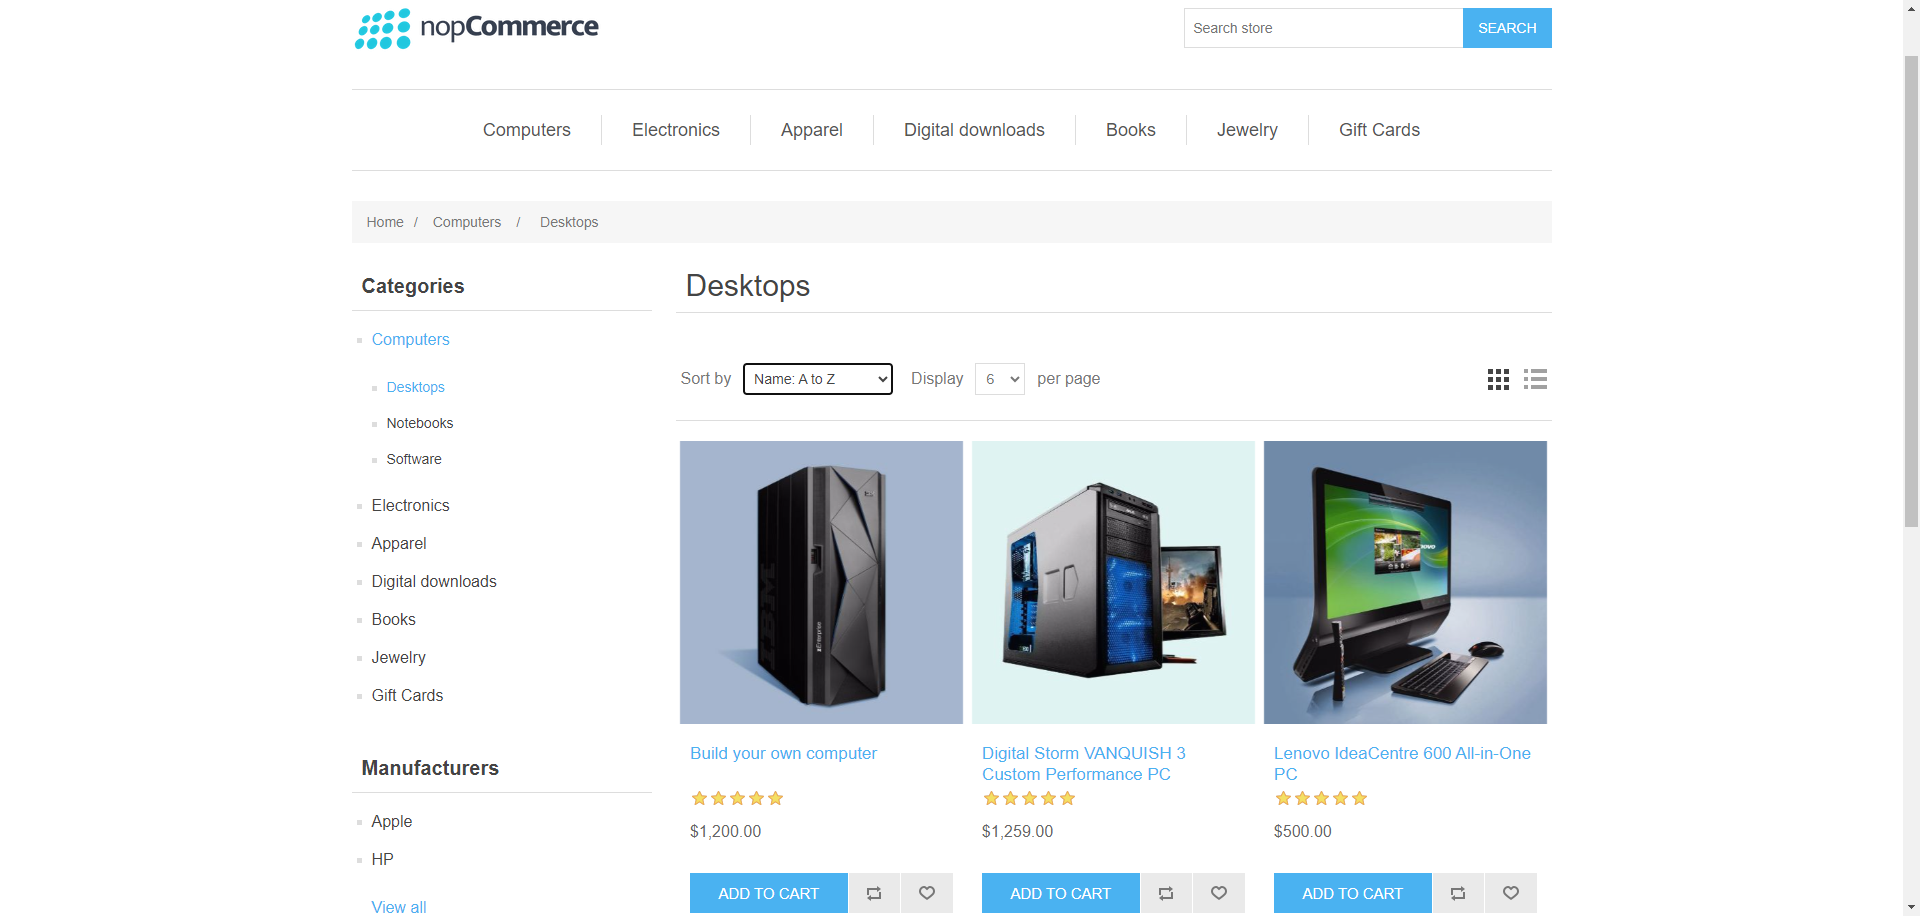 nopCommerce
Search store
SEARCH
Computers
Electronics
Apparel
Digital downloads
Books
Jewelry
Gift Cards
Home / Computers / Desktops
Categories
Computers
Desktops
Notebooks
Software
Electronics
Apparel
Digital downloads
Books
Jewelry
Gift Cards
Manufacturers
Apple
HP
View all
Desktops
Sort by Name: A to Z Display 6 per page
IBM
Build your own computer
$1,200.00
ADD TO CART
Digital Storm VANQUISH 3
Custom Performance PC
$1,259.00
ADD TO CART
Lenovo IdeaCentre 600 All-in-One
PC
$500.00
ADD TO CART